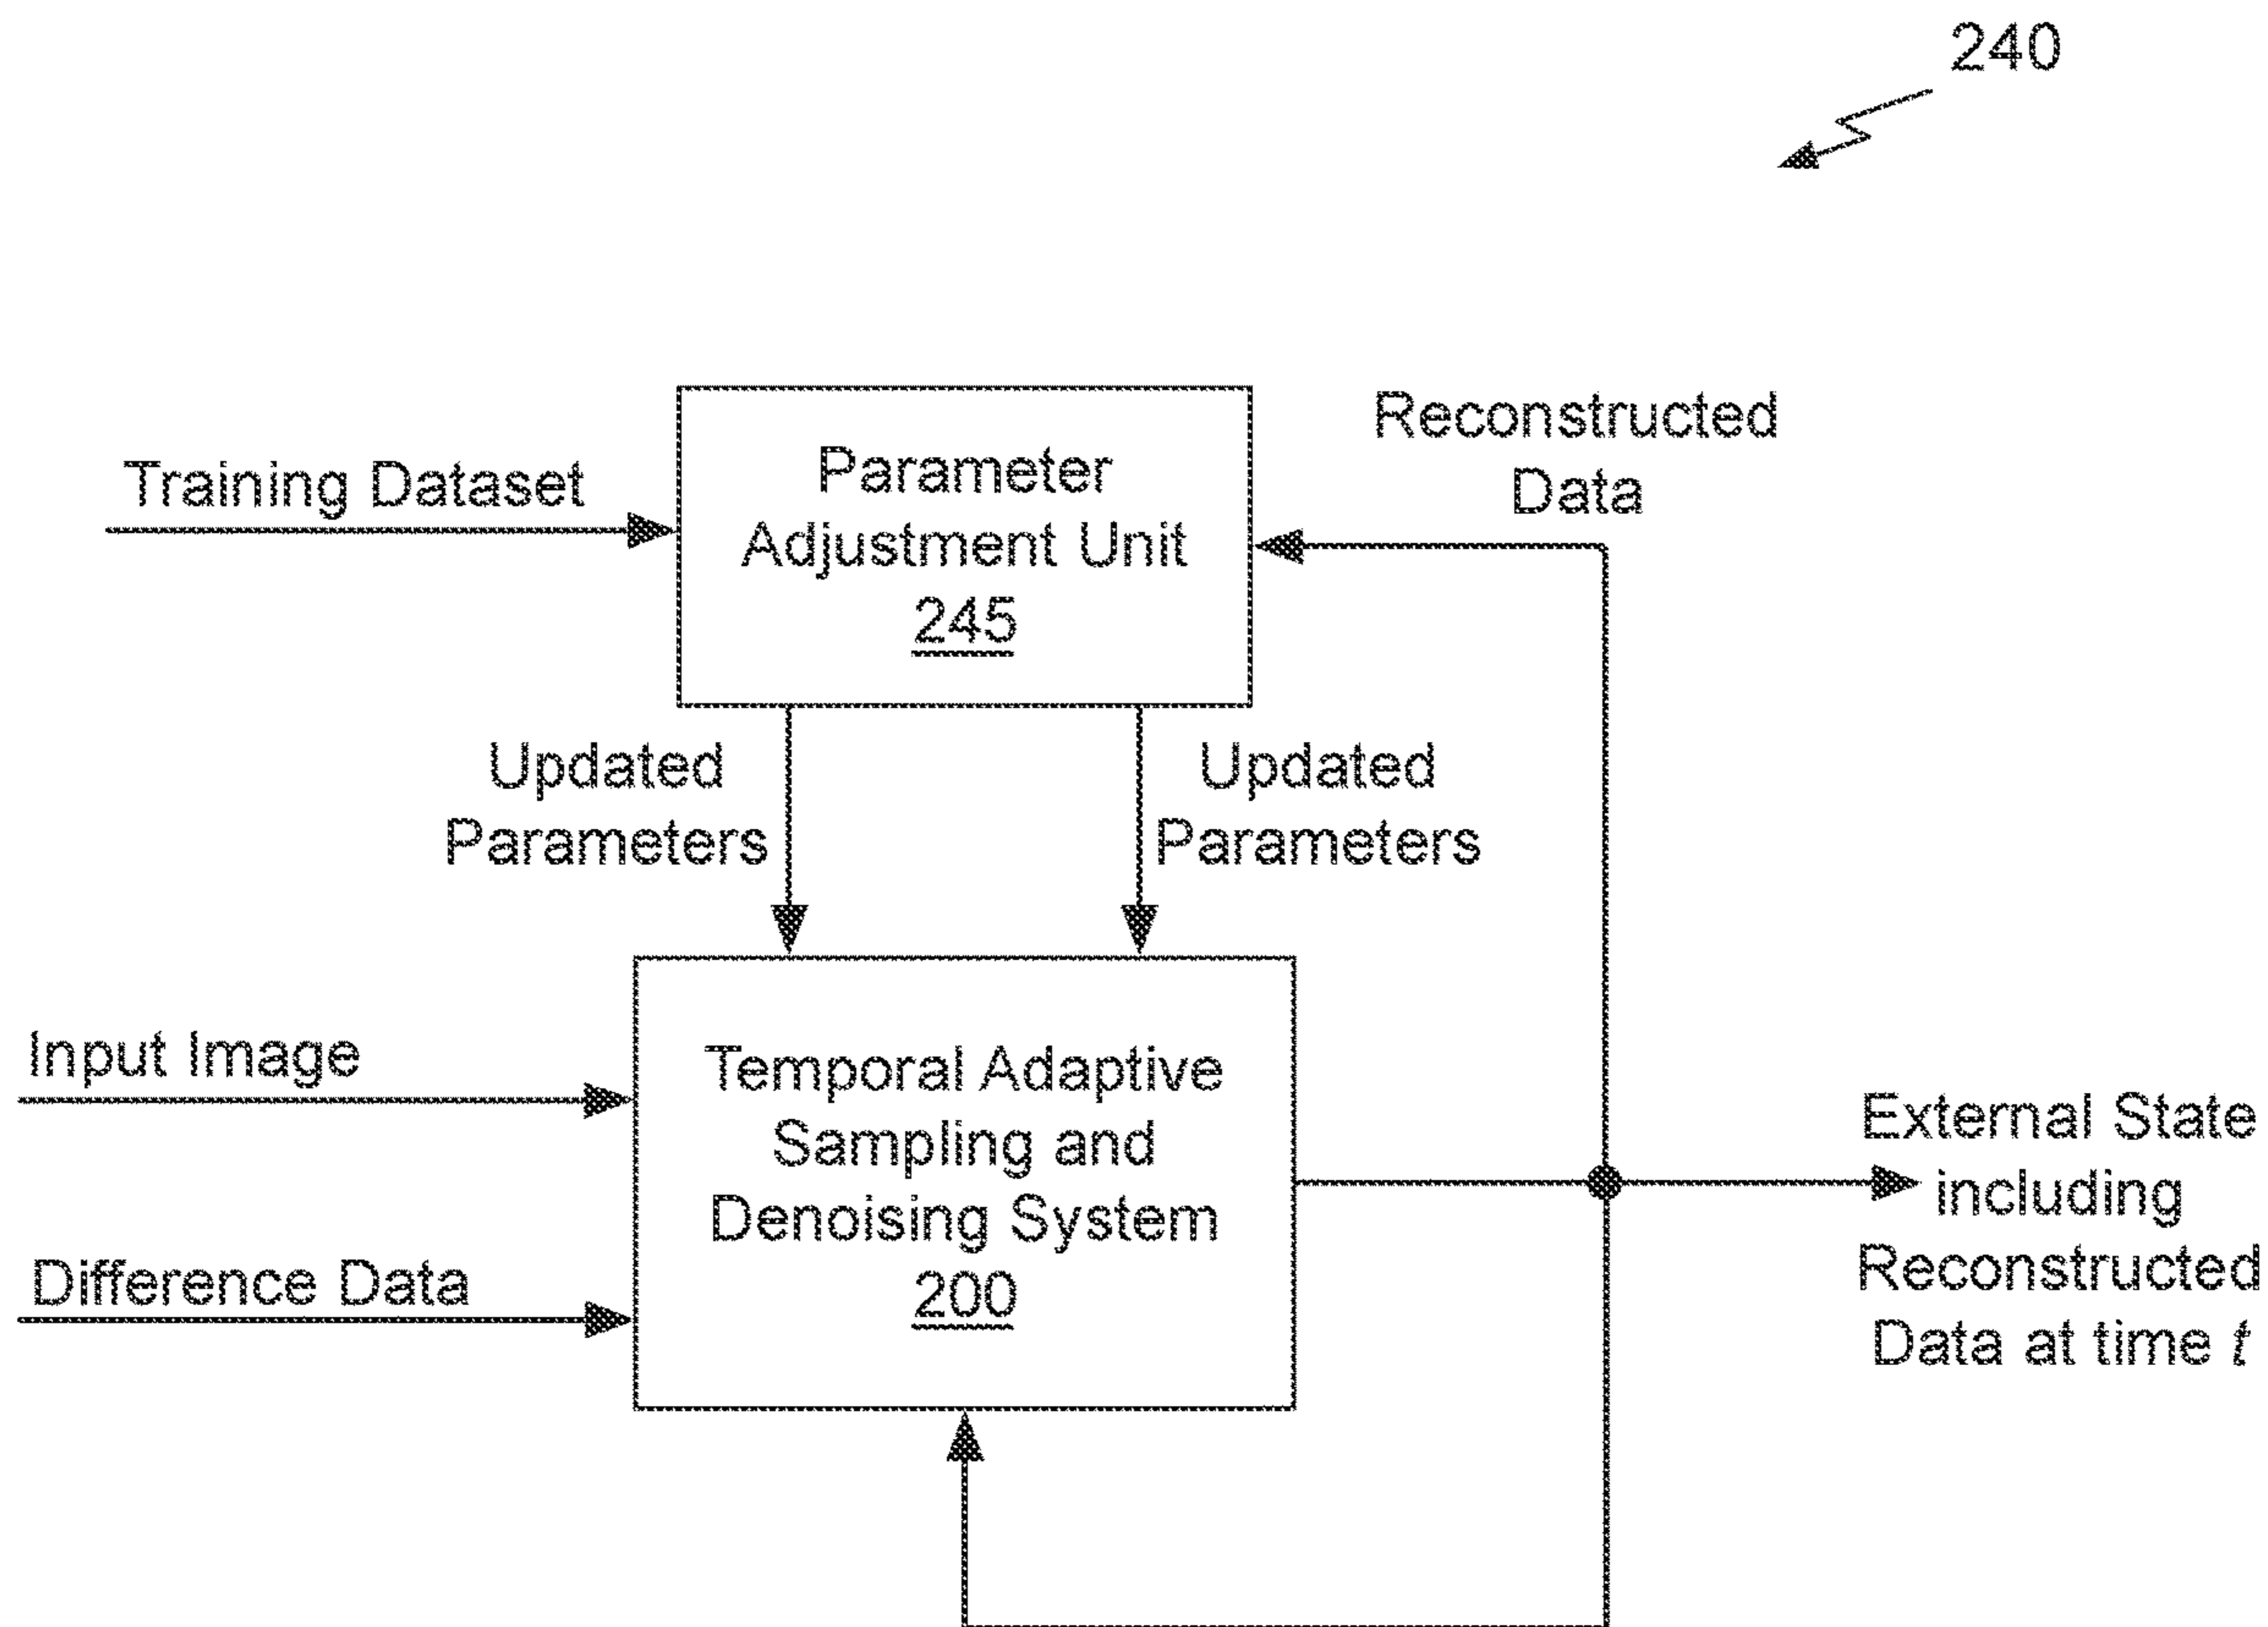 240
Training Dataset
Parameter
Adjustment Unit
245
Reconstructed
Data
Updated
Parameters
Updated
Parameters
Input Image
Difference Data
Temporal Adaptive
Sampling and
Denoising System
200
External State
including
Reconstructed
Data at time t